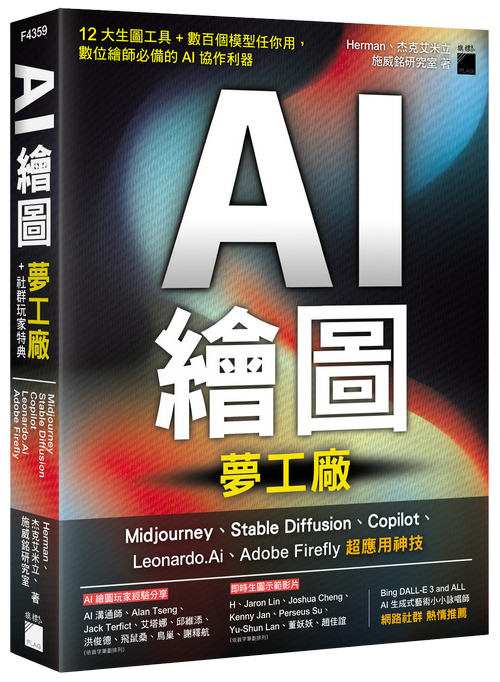 F4359
AI
繪圖
夢工廠
+社群玩家特典
Midjourney
Stable Diffusion
Copilot
Leonardo.Ai
Adobe Firefly
Herman、
杰克艾米立、
施威銘研究室 著
旗標
FLAG
12 大生圖工具 + 數百個模型任你用,
數位繪師必備的 AI 協作利器
Herman、杰克艾米立
施威銘研究室 著
旗標
FLAG
AI
繪圖
夢工廠
Midjourney、Stable Diffusion、Copilot、
Leonardo.Ai、Adobe Firefly 超應用神技
AI 繪圖玩家經驗分享
AI 溝通師、Alan Tseng、
Jack Terfict、艾塔娜、邱維添、
洪俊德、飛鼠桑、鳥巢、謝釋航
(依首字筆劃排列)
即時生圖示範影片
H、Jaron Lin、Joshua Cheng、
Kenny Jan、Perseus Su、
Yu-Shun Lan、董妖妖、趙佳誼
(依首字筆劃排列)
Bing DALL-E 3 and ALL
AI 生成式藝術小小詠唱師
網路社群 熱情推薦